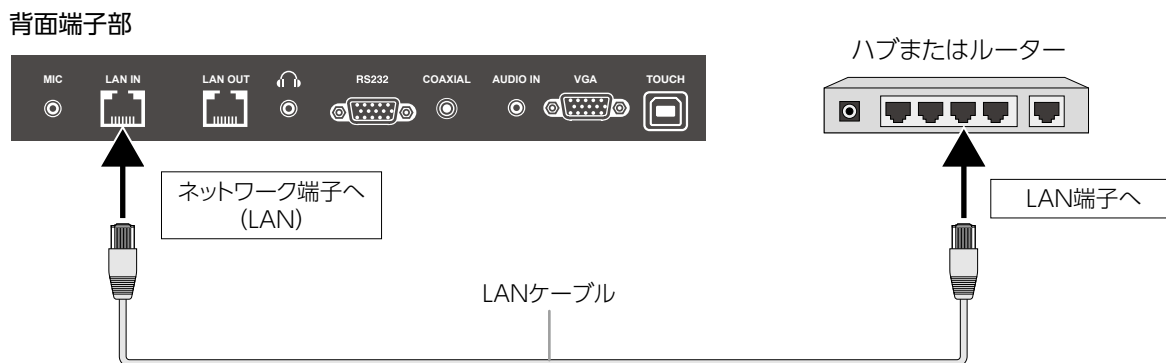 背面端子部
ハブまたはルーター
MIC LAN IN LAN OUT RS232 COAXIAL AUDIO IN VGA TOUCH
ネットワーク端子へ
(LAN)
LAN端子へ
LANケーブル